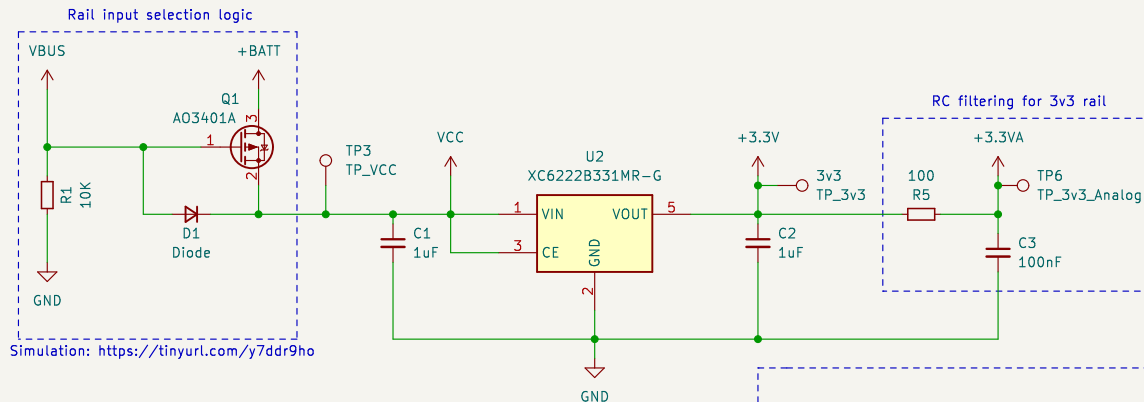 Rail input selection logic
VBUS
+BATT
Q1
AO3401A
3
1
2
R1
10K
D1
Diode
GND
Simulation: https://tinyurl.com/y7ddr9ho
TP3
TP_VCC
VCC
C1
1uF
U2
XC6222B331MR-G
1
VIN
VOUT
5
3
CE
GND
2
GND
+3.3V
3v3
TP_3v3
C2
1uF
RC filtering for 3v3 rail
100
R5
+3.3VA
TP6
TP_3v3_Analog
C3
100nF